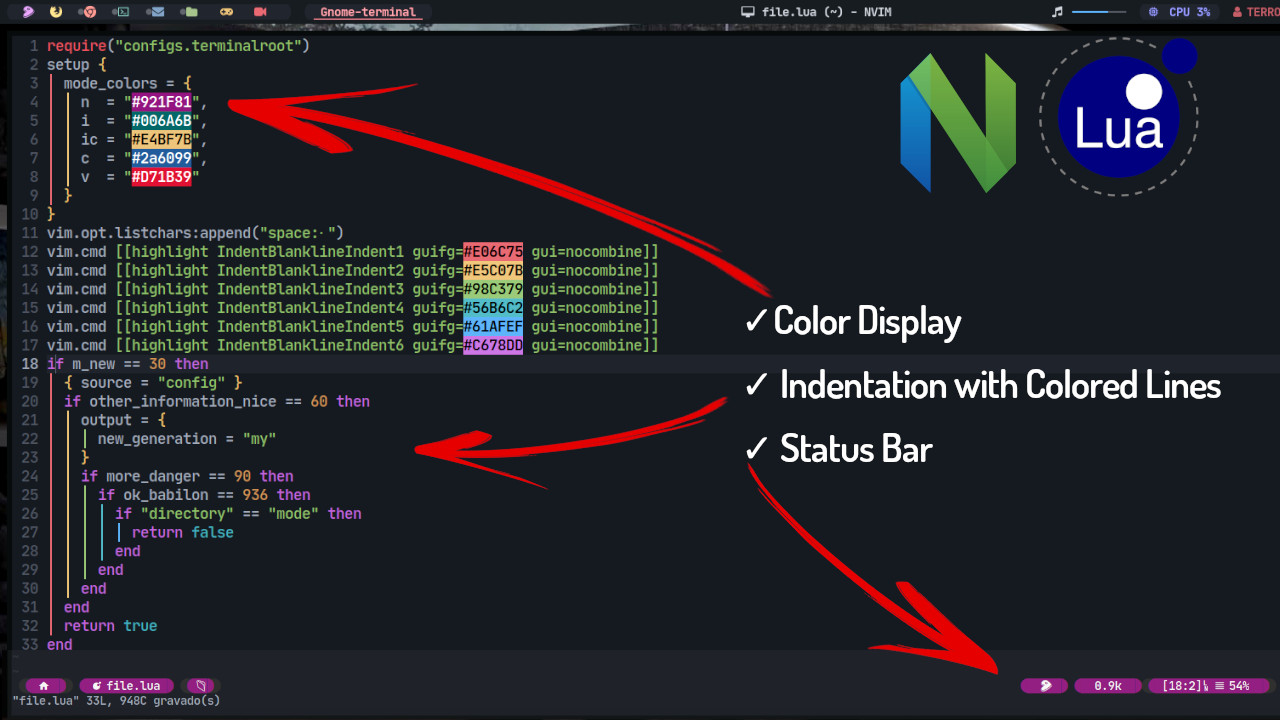 Gnome-terminal
file.lua (~) - NVIM
CPU 3%
TERRO
1 require("configs.terminalroot")
2 setup {
3 mode_colors = {
4 n = "#921F81",
5 i = "#006A6B",
6 ic = "#E4BF7B",
7 c = "#2a6099",
8 v = "#D71B39"
9 }
10 }
11 vim.opt.listchars:append("space:· ")
12 vim.cmd [[highlight IndentBlanklineIndent1 guifg=#E06C75 gui=nocombine]]
13 vim.cmd [[highlight IndentBlanklineIndent2 guifg=#E5C07B gui=nocombine]]
14 vim.cmd [[highlight IndentBlanklineIndent3 guifg=#98C379 gui=nocombine]]
15 vim.cmd [[highlight IndentBlanklineIndent4 guifg=#56B6C2 gui=nocombine]]
16 vim.cmd [[highlight IndentBlanklineIndent5 guifg=#61AFEF gui=nocombine]]
17 vim.cmd [[highlight IndentBlanklineIndent6 guifg=#C678DD gui=nocombine]]
18 if m_new == 30 then
19 { source = "config" }
20 if other_information_nice == 60 then
21 output = {
22 new_generation = "my"
23 }
24 if more_danger == 90 then
25 if ok_babilon == 936 then
26 if "directory" == "mode" then
27 return false
28 end
29 end
30 end
31 end
32 return true
33 end
Lua
✓ Color Display
✓ Indentation with Colored Lines
✓ Status Bar
file.lua
0.9k
[18:2] ≡ 54%
"file.lua" 33L, 948C gravado(s)